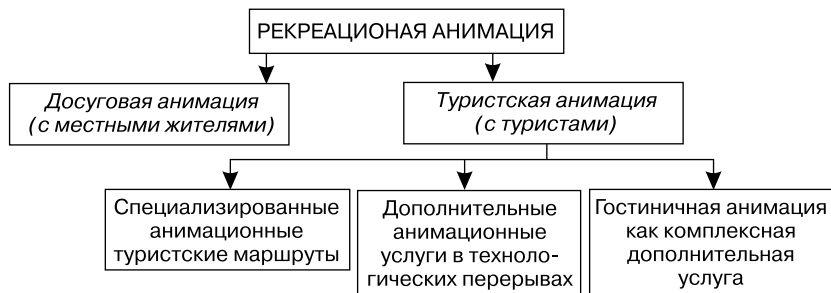 РЕКРЕАЦИОНАЯ АНИМАЦИЯ
Досуговая анимация
(с местными жителями)
Туристская анимация
(с туристами)
Специализированные
анимационные
туристские маршруты
Дополнительные
анимационные
услуги в техноло-
гических перерывах
Гостиничная анимация
как комплексная
дополнительная
услуга